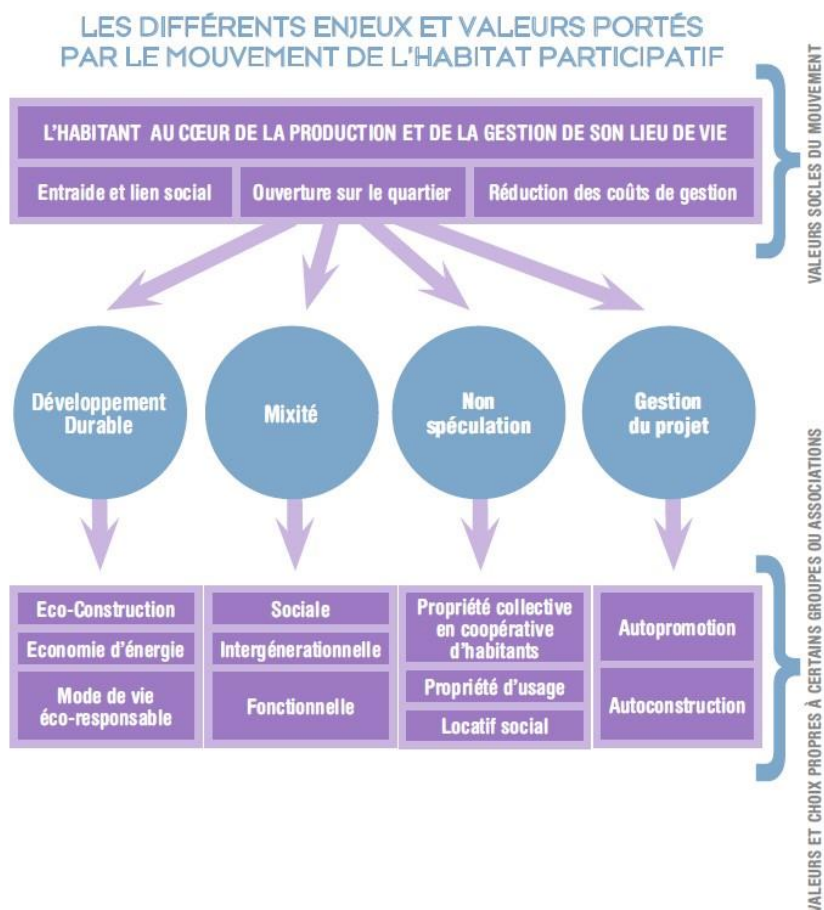 LES DIFFÉRENTS ENJEUX ET VALEURS PORTÉS
PAR LE MOUVEMENT DE L'HABITAT PARTICIPATIF
L'HABITANT AU CŒUR DE LA PRODUCTION ET DE LA GESTION DE SON LIEU DE VIE
Entraide et lien social
Ouverture sur le quartier
Réduction des coûts de gestion
VALEURS SOCLES DU MOUVEMENT
Développement
Durable
Mixité
Non
spéculation
Gestion
du projet
Eco-Construction
Economie d'énergie
Mode de vie
éco-responsable
Sociale
Intergénerationnelle
Fonctionnelle
Propriété collective
en coopérative
d'habitants
Propriété d'usage
Locatif social
Autopromotion
Autoconstruction
VALEURS ET CHOIX PROPRES À CERTAINS GROUPES OU ASSOCIATIONS